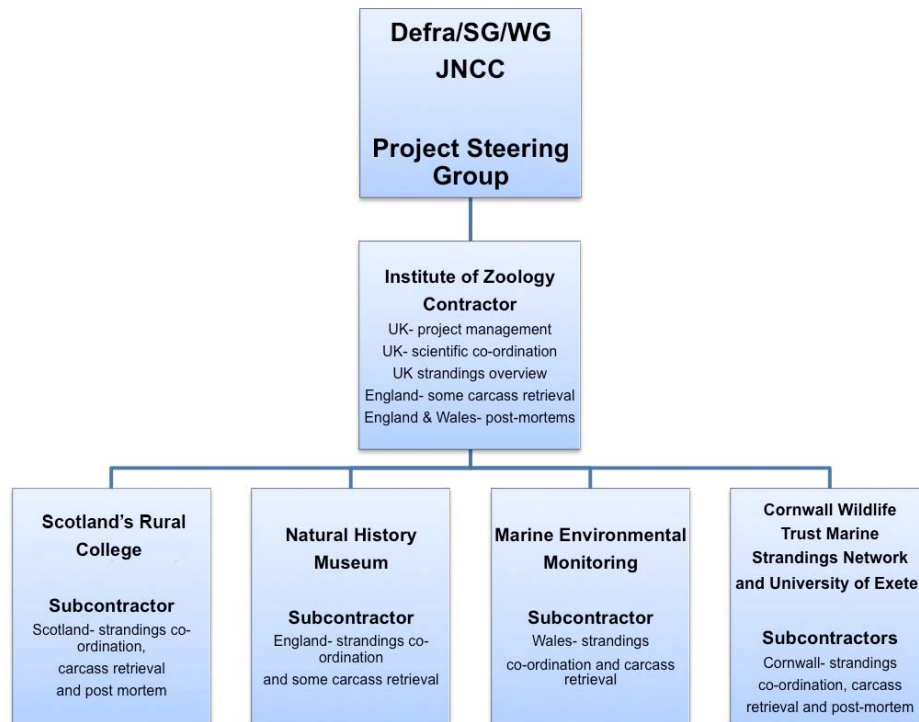 Defra/SG/WG
JNCC
Project Steering
Group
Institute of Zoology
Contractor
UK- project management
UK- scientific co-ordination
UK strandings overview
England- some carcass retrieval
England & Wales- post-mortems
Scotland's Rural
College
Subcontractor
Scotland- strandings co-
ordination,
carcass retrieval
and post mortem
Natural History
Museum
Subcontractor
England- strandings co-
ordination
and some carcass retrieval
Marine Environmental
Monitoring
Subcontractor
Wales- strandings
co-ordination and carcass
retrieval
Cornwall Wildlife
Trust Marine
Strandings Network
and University of Exete
Subcontractors
Cornwall- strandings
co-ordination, carcass
retrieval and post-mortem